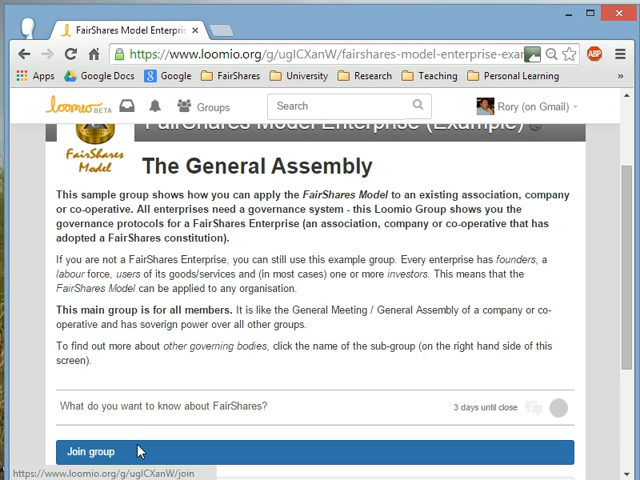 FairShares Model Enterpris
https://www.loomio.org/g/ugICXanW/fairshares-model-enterprise-exar
ABP
Apps Google Docs Google FairShares University Research Teaching Personal Learning
loomio BETA Groups Search Rory (on Gmail)
FairShares Model Enterprise (Example)
FairShares
Model
The General Assembly
This sample group shows how you can apply the FairShares Model to an existing association, company
or co-operative. All enterprises need a governance system - this Loomio Group shows you the
governance protocols for a FairShares Enterprise (an association, company or co-operative that has
adopted a FairShares constitution).
If you are not a FairShares Enterprise, you can still use this example group. Every enterprise has founders, a
labour force, users of its goods/services and (in most cases) one or more investors. This means that the
FairShares Model can be applied to any organisation.
This main group is for all members. It is like the General Meeting / General Assembly of a company or co-
operative and has soverign power over all other groups.
To find out more about other governing bodies, click the name of the sub-group (on the right hand side of this
screen).
What do you want to know about FairShares? 3 days until close
Join group
https://www.loomio.org/g/ugICXanW/join